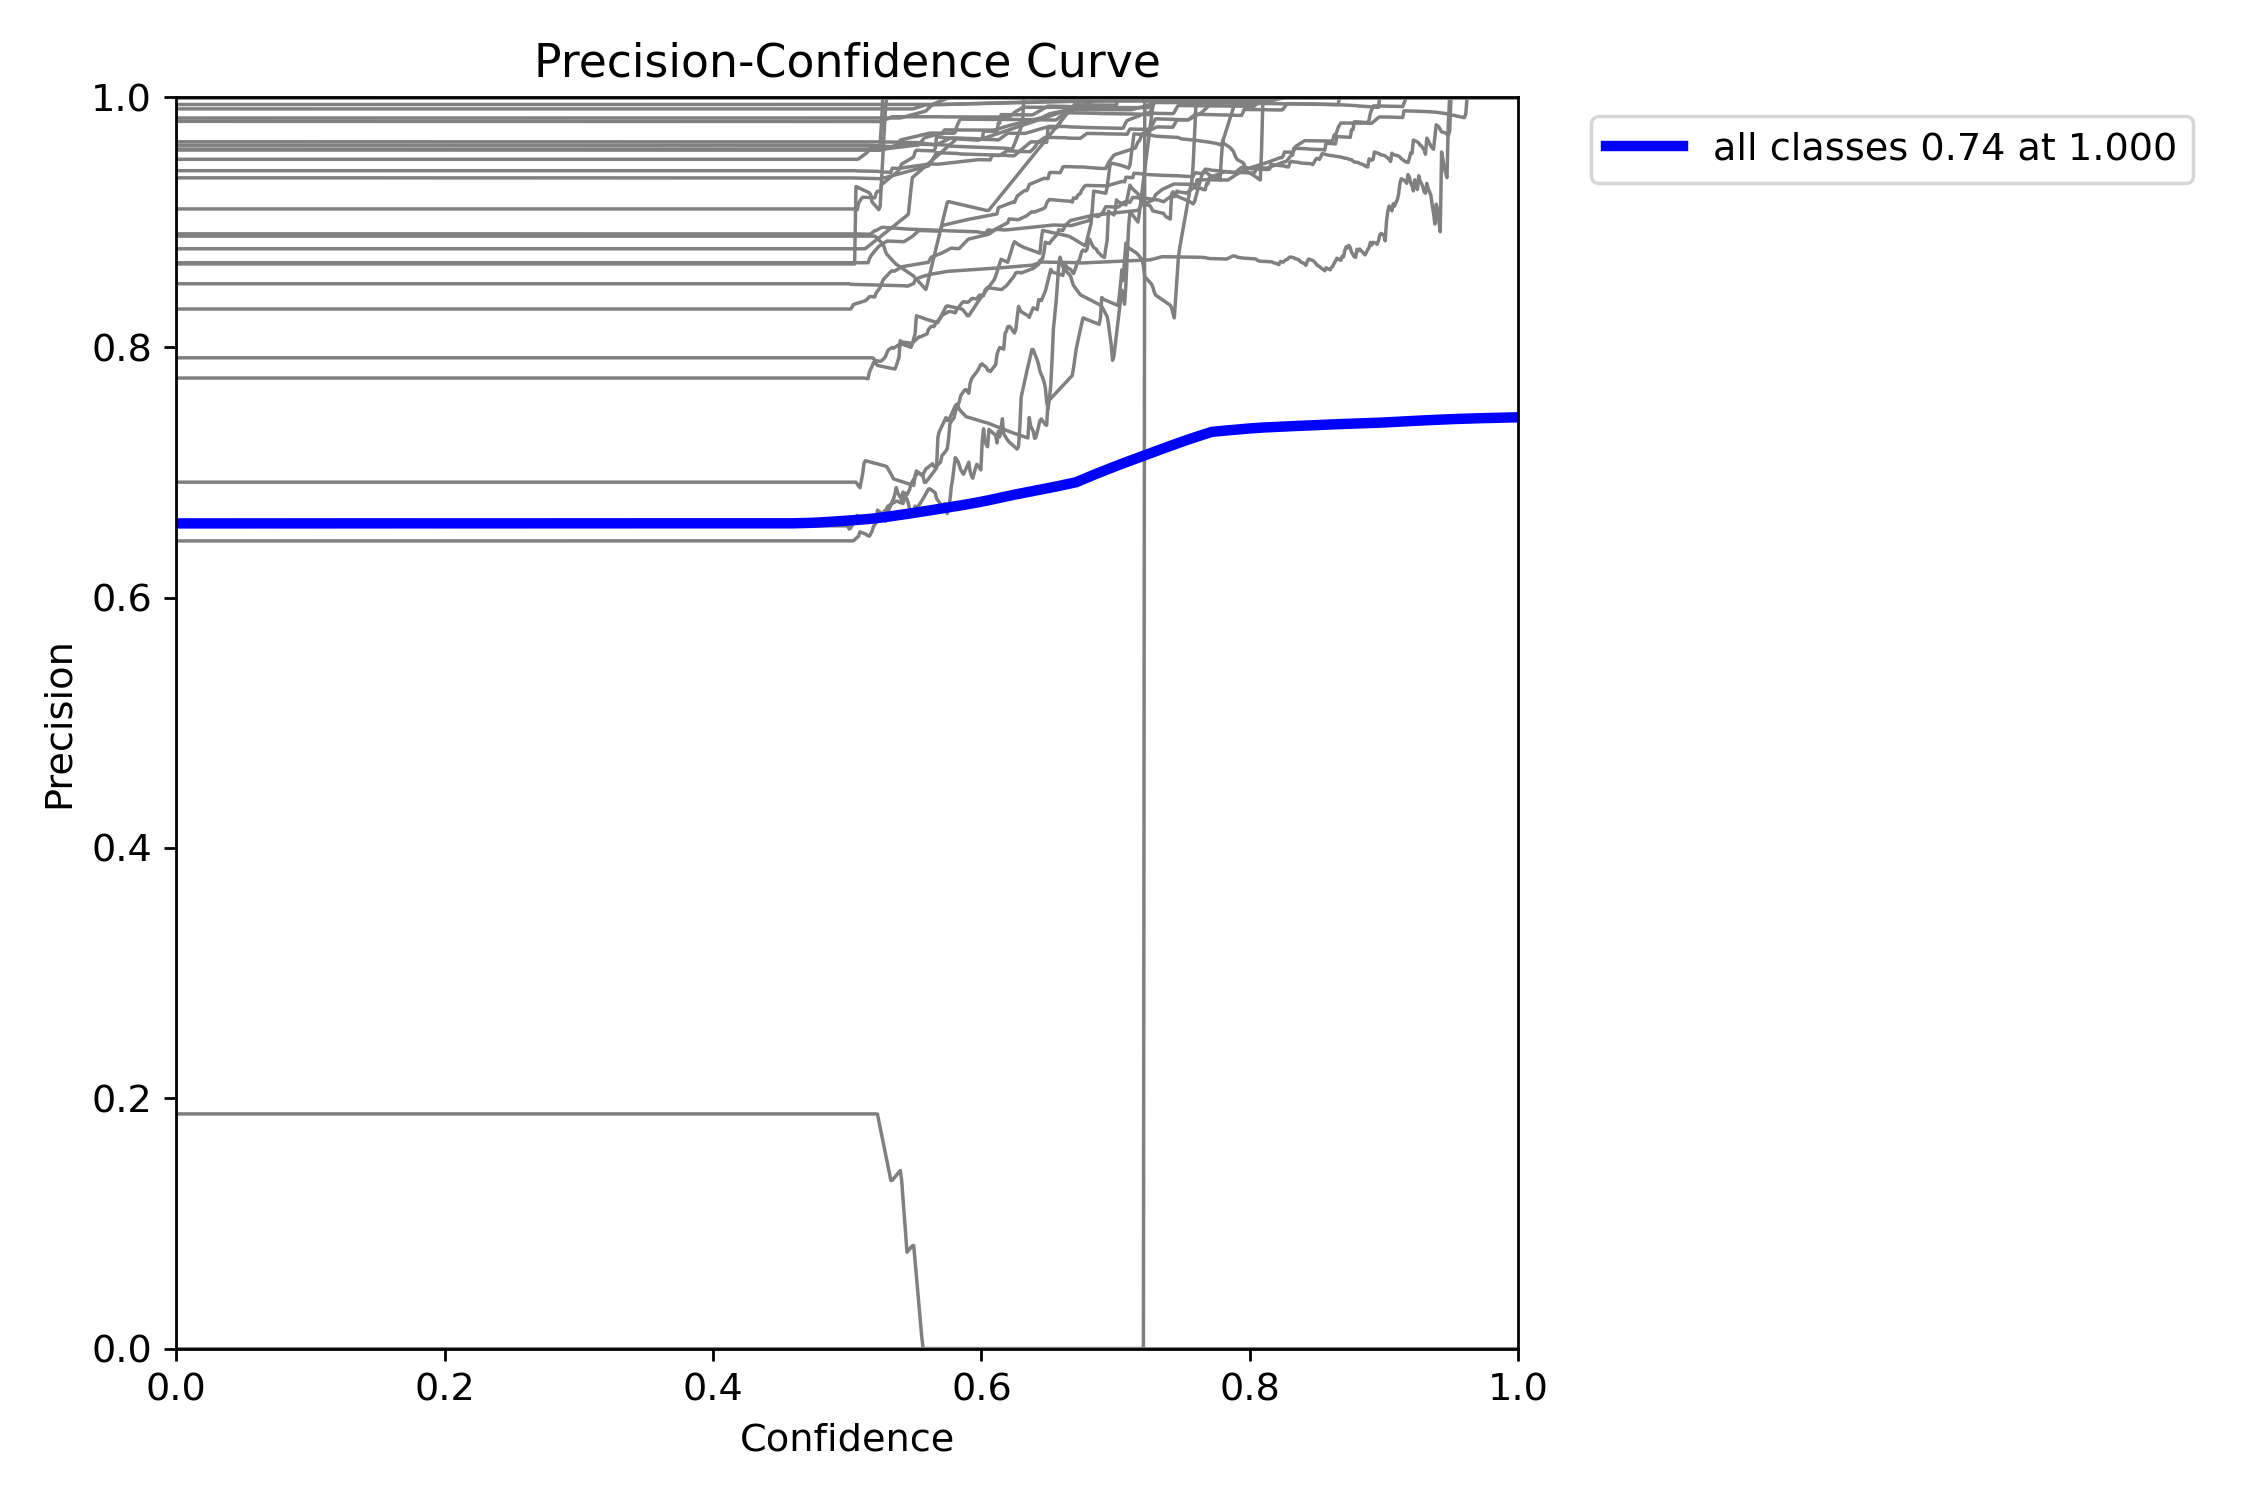 Precision-Confidence Curve
1.0
0.8
0.6
0.4
0.2
0.0
Precision
0.0 0.2 0.4 0.6 0.8 1.0
Confidence
all classes 0.74 at 1.000